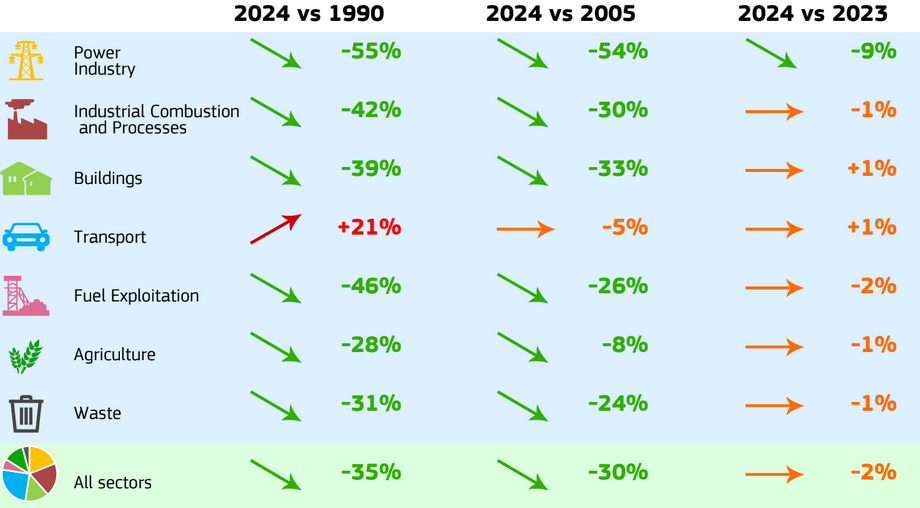 2024 vs 1990 2024 vs 2005 2024 vs 2023
Power
Industry
-55% -54% -9%
Industrial Combustion
and Processes
-42% -30% -1%
Buildings -39% -33% +1%
Transport +21% -5% +1%
Fuel Exploitation -46% -26% -2%
Agriculture -28% -8% -1%
Waste -31% -24% -1%
All sectors -35% -30% -2%